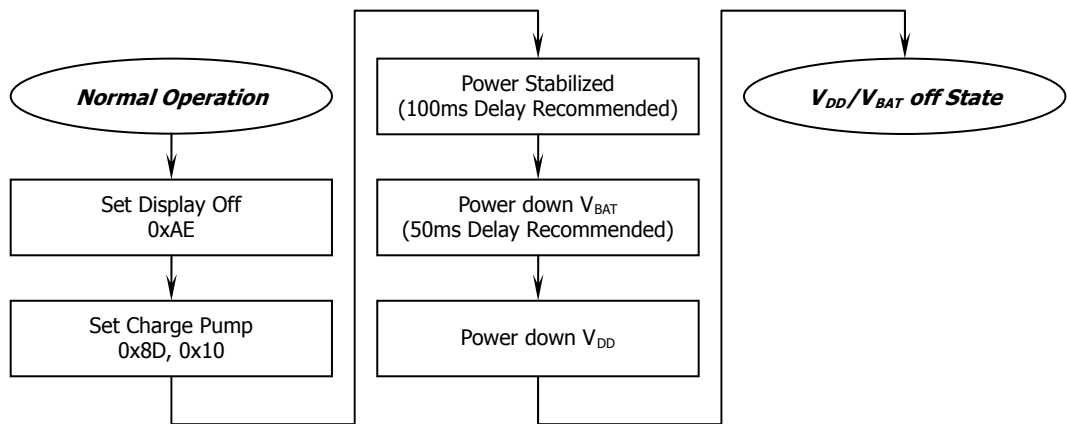 Normal Operation
Set Display Off
0xAE
Set Charge Pump
0x8D, 0x10
Power Stabilized
(100ms Delay Recommended)
Power down VBAT
(50ms Delay Recommended)
Power down VDD
VDD/VBAT off State